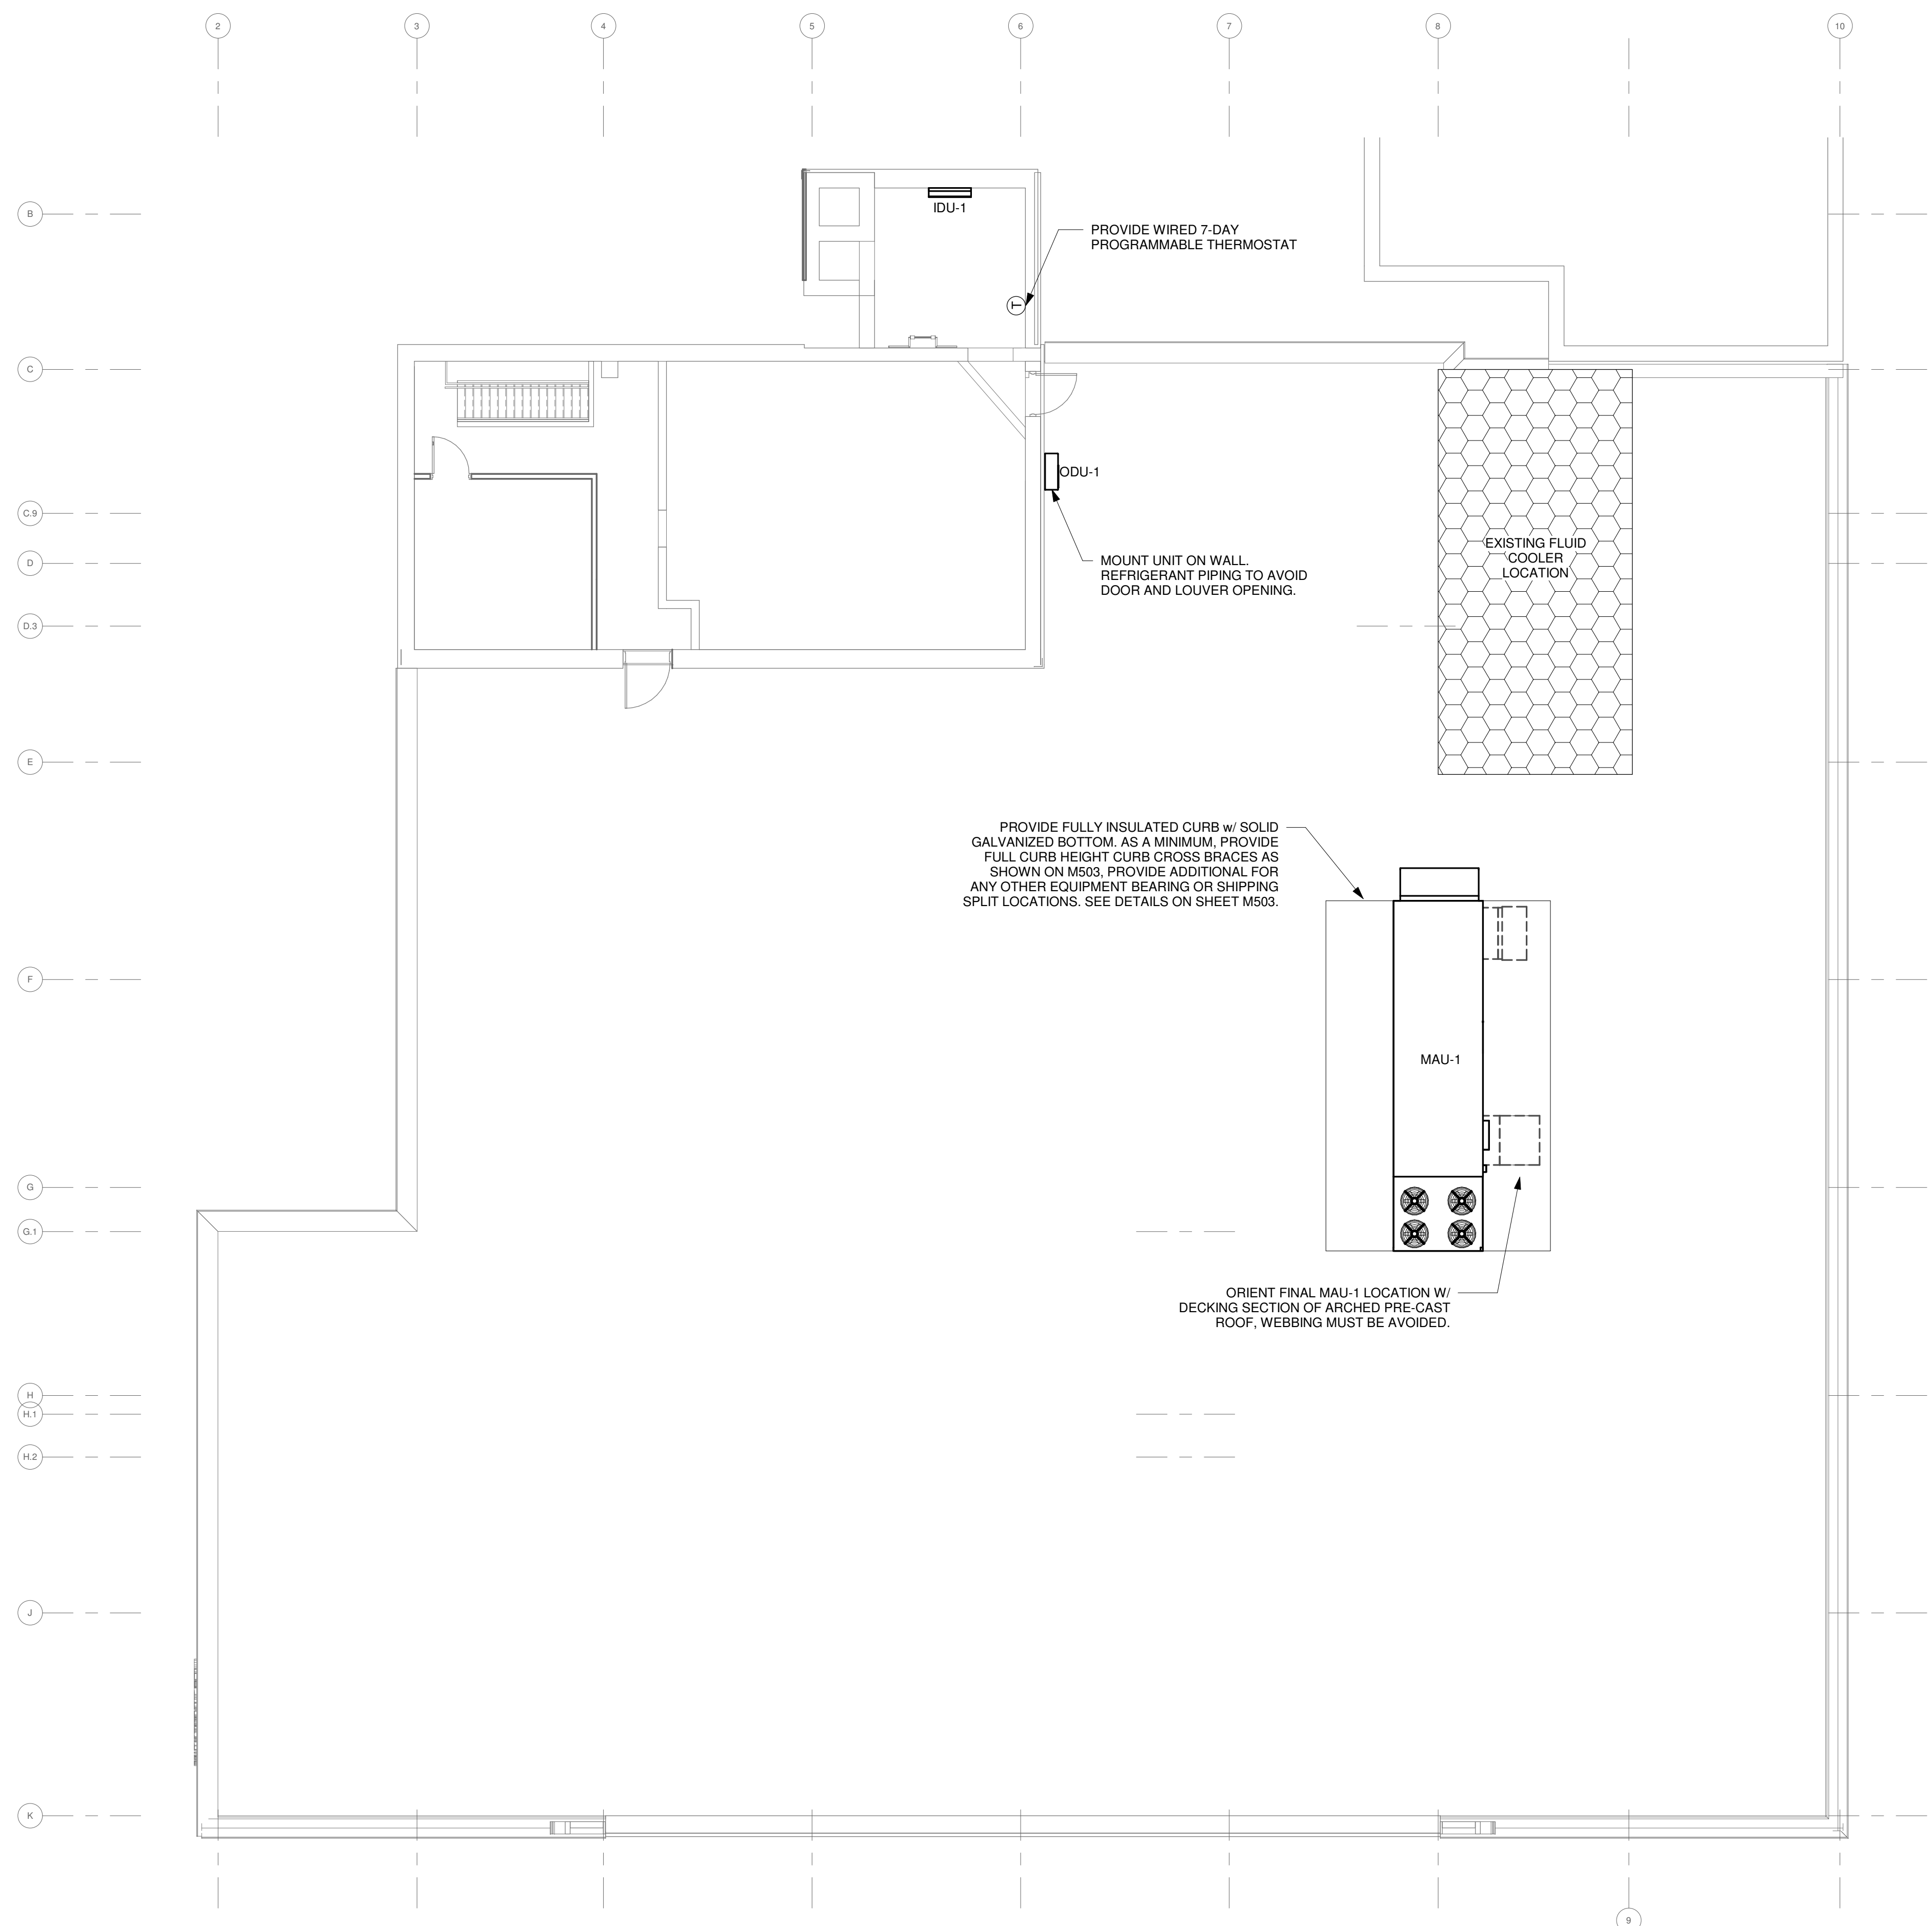 2
3
4
5
6
7
8
10
B
IDU-1
PROVIDE WIRED 7-DAY
PROGRAMMABLE THERMOSTAT
T
C
ODU-1
C.9
EXISTING FLUID
COOLER
LOCATION
D
MOUNT UNIT ON WALL.
REFRIGERANT PIPING TO AVOID
DOOR AND LOUVER OPENING.
D.3
E
PROVIDE FULLY INSULATED CURB w/ SOLID
GALVANIZED BOTTOM. AS A MINIMUM, PROVIDE
FULL CURB HEIGHT CURB CROSS BRACES AS
SHOWN ON M503, PROVIDE ADDITIONAL FOR
ANY OTHER EQUIPMENT BEARING OR SHIPPING
SPLIT LOCATIONS. SEE DETAILS ON SHEET M503.
F
MAU-1
G
G.1
ORIENT FINAL MAU-1 LOCATION W/
DECKING SECTION OF ARCHED PRE-CAST
ROOF, WEBBING MUST BE AVOIDED.
H
H.1
H.2
J
K
9